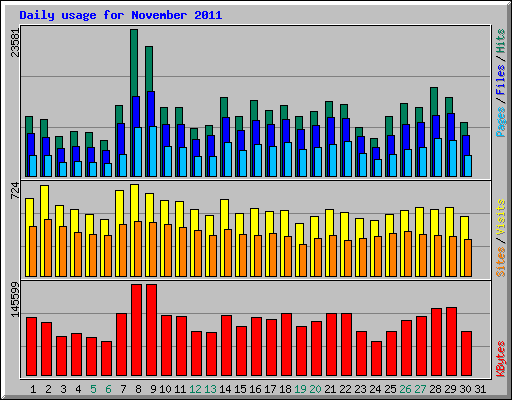 Daily usage for November 2011
23581
724
145599
Pages / Files / Hits
Sites / Visits
KBytes
1 2 3 4 5 6 7 8 9 10 11 12 13 14 15 16 17 18 19 20 21 22 23 24 25 26 27 28 29 30 31